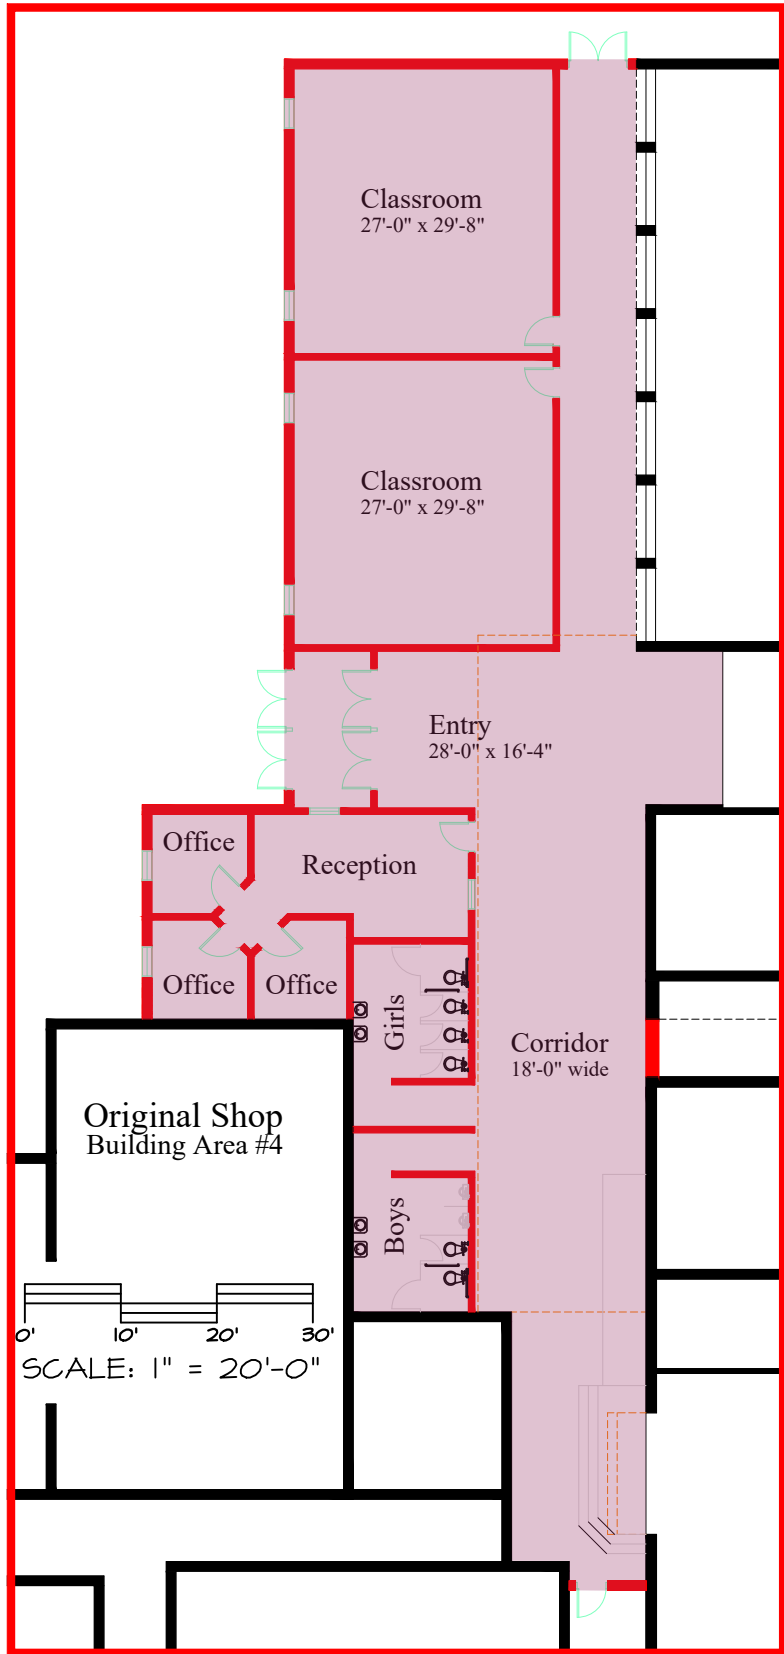 Classroom
27'-0" x 29'-8"
Classroom
27'-0" x 29'-8"
Entry
28'-0" x 16'-4"
Office
Reception
Office
Office
Girls
Corridor
18'-0" wide
Original Shop
Building Area #4
Boys
0' 10' 20' 30'
SCALE: 1" = 20'-0"